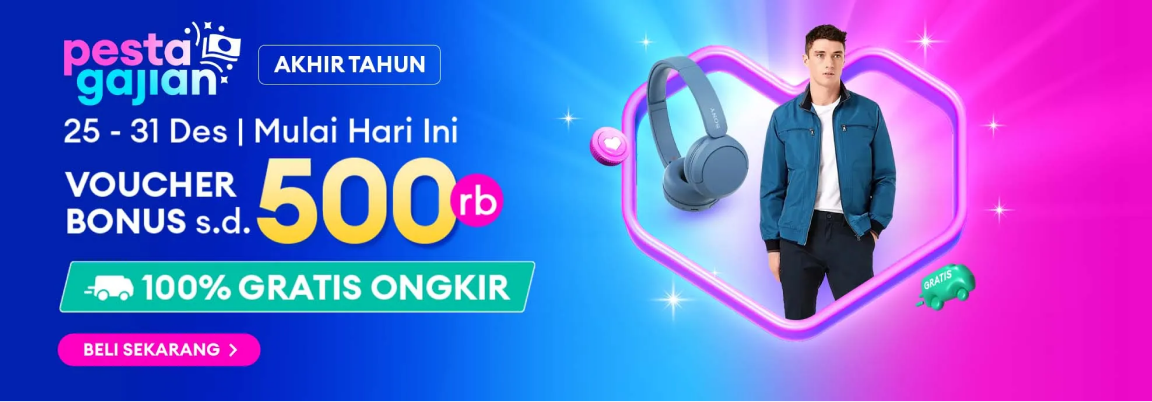 pesta
gajian
AKHIR TAHUN
25 - 31 Des | Mulai Hari Ini
VOUCHER
BONUS s.d. 500 rb
100% GRATIS ONGKIR
BELI SEKARANG >
SONY
GRATIS